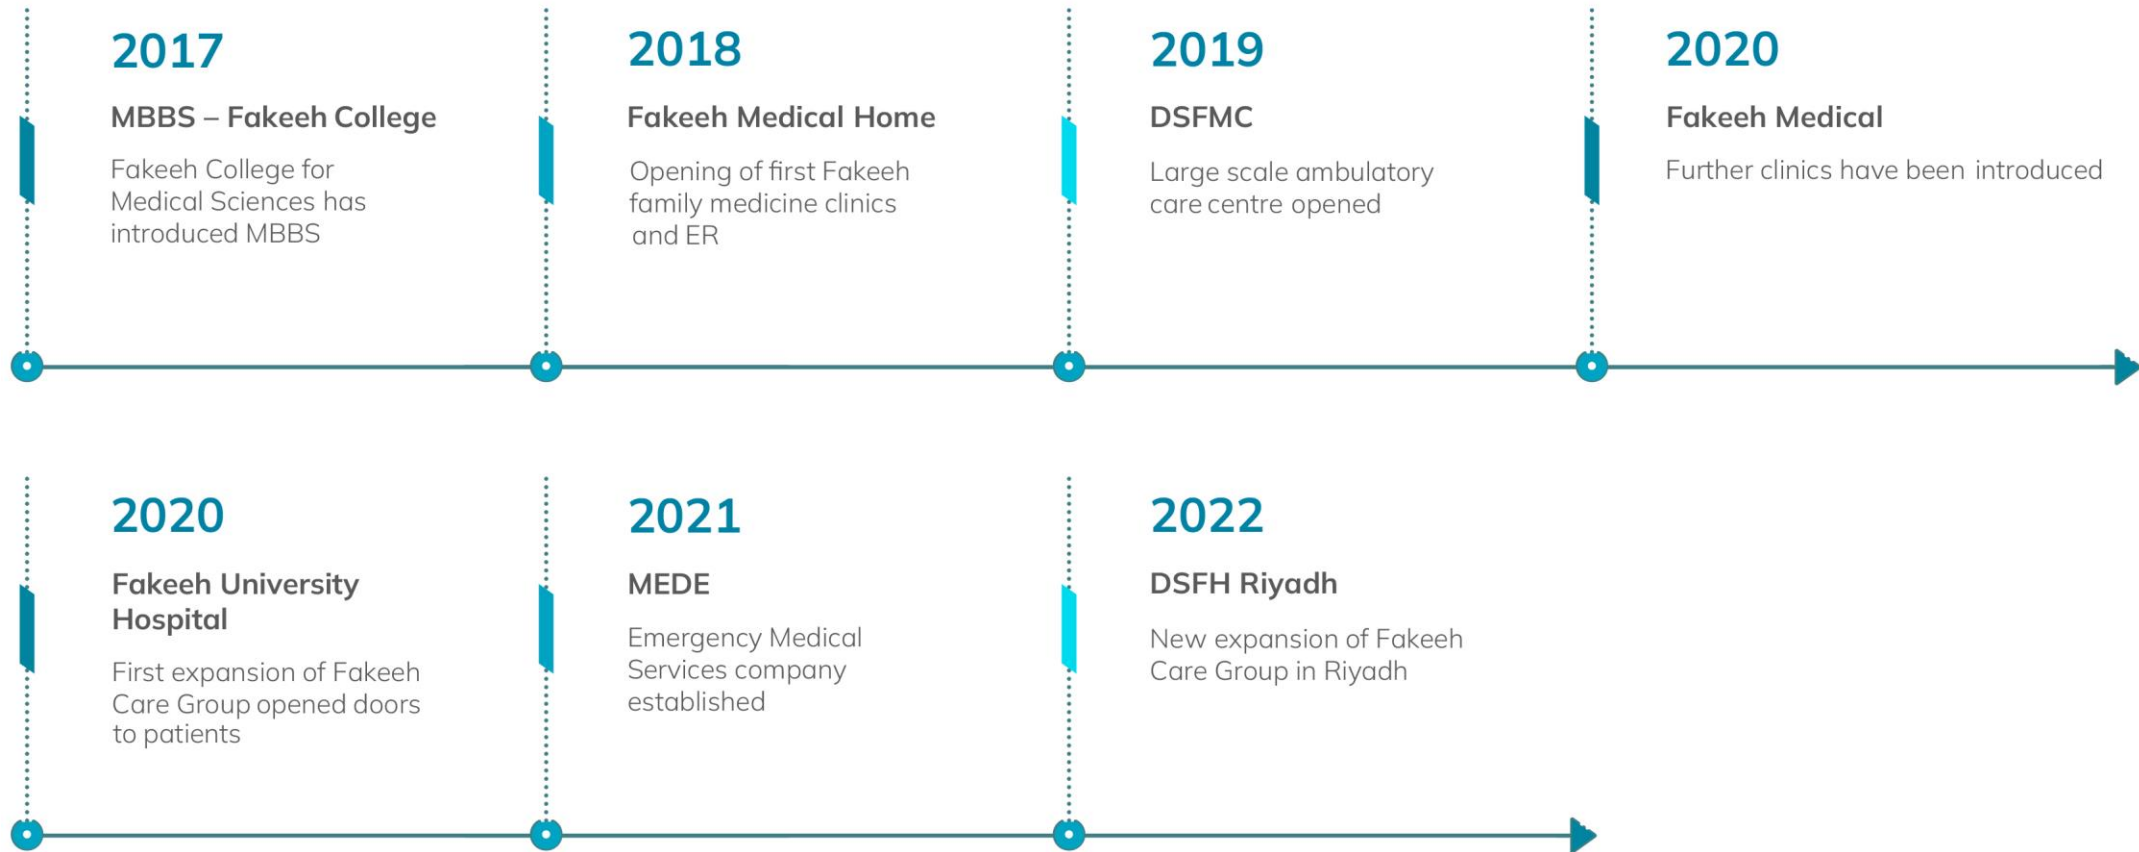 2017
MBBS – Fakeeh College
Fakeeh College for
Medical Sciences has
introduced MBBS
2018
Fakeeh Medical Home
Opening of first Fakeeh
family medicine clinics
and ER
2019
DSFMC
Large scale ambulatory
care centre opened
2020
Fakeeh Medical
Further clinics have been introduced
2020
Fakeeh University
Hospital
First expansion of Fakeeh
Care Group opened doors
to patients
2021
MEDE
Emergency Medical
Services company
established
2022
DSFH Riyadh
New expansion of Fakeeh
Care Group in Riyadh